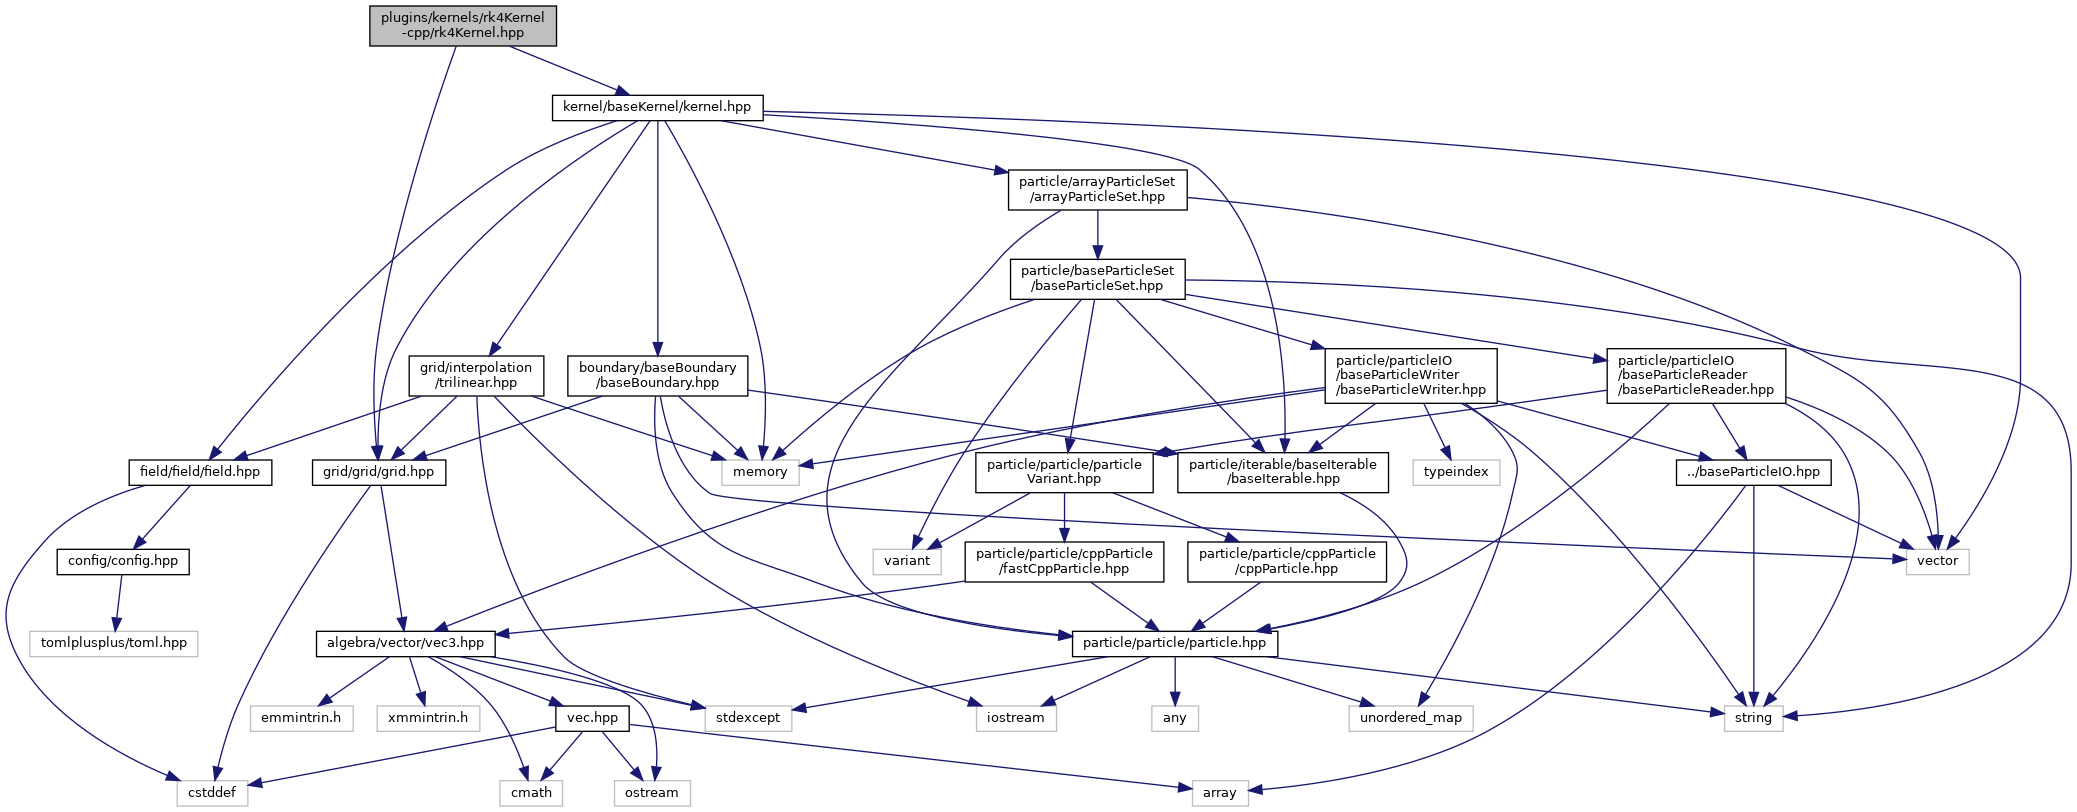 plugins/kernels/rk4Kernel
-cpp/rk4Kernel.hpp
kernel/baseKernel/kernel.hpp
particle/arrayParticleSet
/arrayParticleSet.hpp
particle/baseParticleSet
/baseParticleSet.hpp
grid/interpolation
/trilinear.hpp
boundary/baseBoundary
/baseBoundary.hpp
particle/particleIO
/baseParticleWriter
/baseParticleWriter.hpp
particle/particleIO
/baseParticleReader
/baseParticleReader.hpp
field/field/field.hpp
grid/grid/grid.hpp
memory
particle/particle/particle
Variant.hpp
particle/iterable/baseIterable
/baseIterable.hpp
typeindex
../baseParticleIO.hpp
config/config.hpp
variant
particle/particle/cppParticle
/fastCppParticle.hpp
particle/particle/cppParticle
/cppParticle.hpp
vector
tomlplusplus/toml.hpp
algebra/vector/vec3.hpp
particle/particle/particle.hpp
emmintrin.h
xmmintrin.h
vec.hpp
stdexcept
iostream
any
unordered_map
string
cstddef
cmath
ostream
array